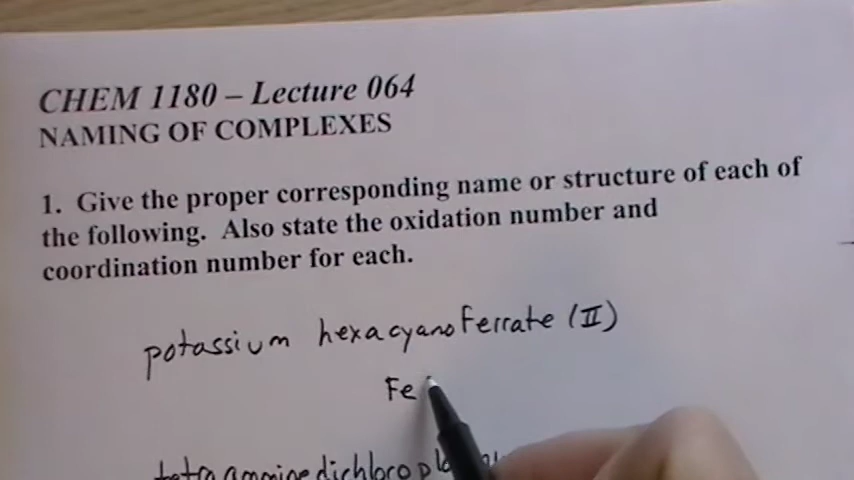 CHEM 1180 – Lecture 064
NAMING OF COMPLEXES
1. Give the proper corresponding name or structure of each of
the following. Also state the oxidation number and
coordination number for each.
potassium hexacyanoferrate (II)
Fe